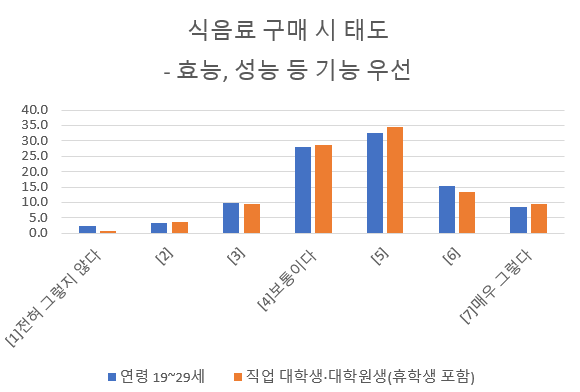 식음료 구매 시 태도
- 효능, 성능 등 기능 우선
40.0
35.0
30.0
25.0
20.0
15.0
10.0
5.0
0.0
[1]전혀 그렇지 않다
[2]
[3]
[4]보통이다
[5]
[6]
[7]매우 그렇다
연령 19~29세
직업 대학생·대학원생(휴학생 포함)